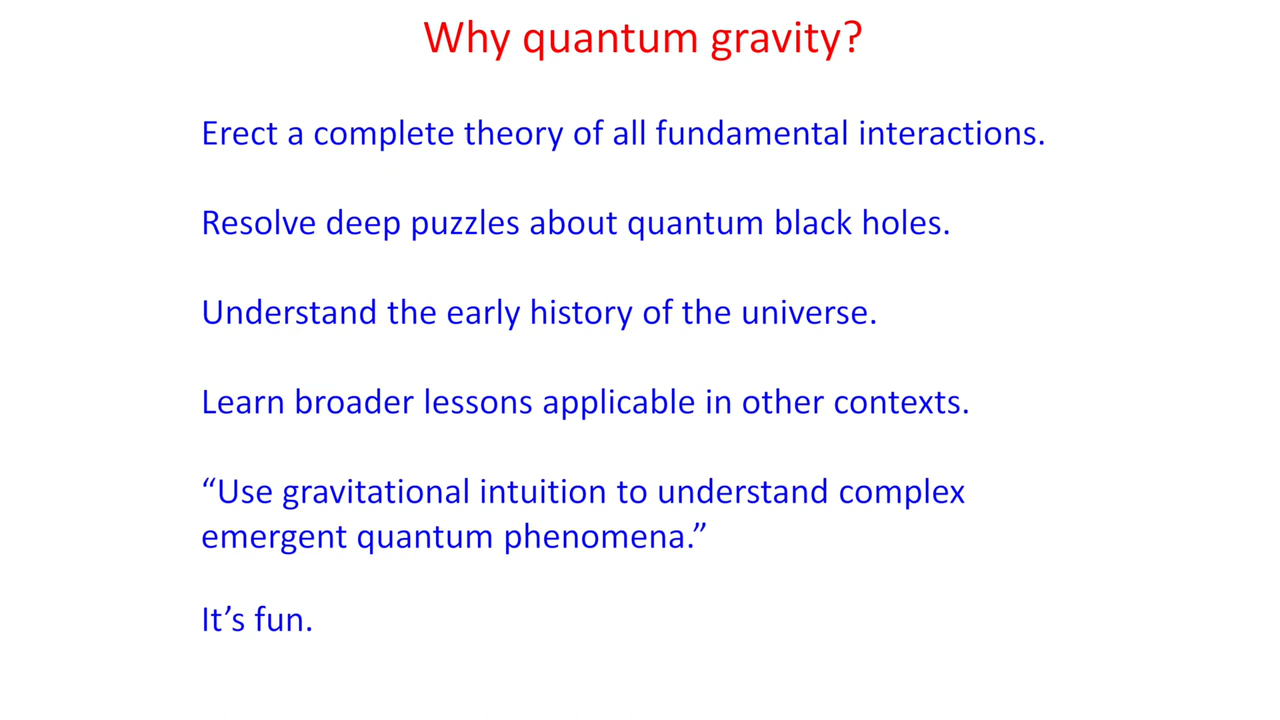 Why quantum gravity?
Erect a complete theory of all fundamental interactions.
Resolve deep puzzles about quantum black holes.
Understand the early history of the universe.
Learn broader lessons applicable in other contexts.
“Use gravitational intuition to understand complex
emergent quantum phenomena.”
It’s fun.